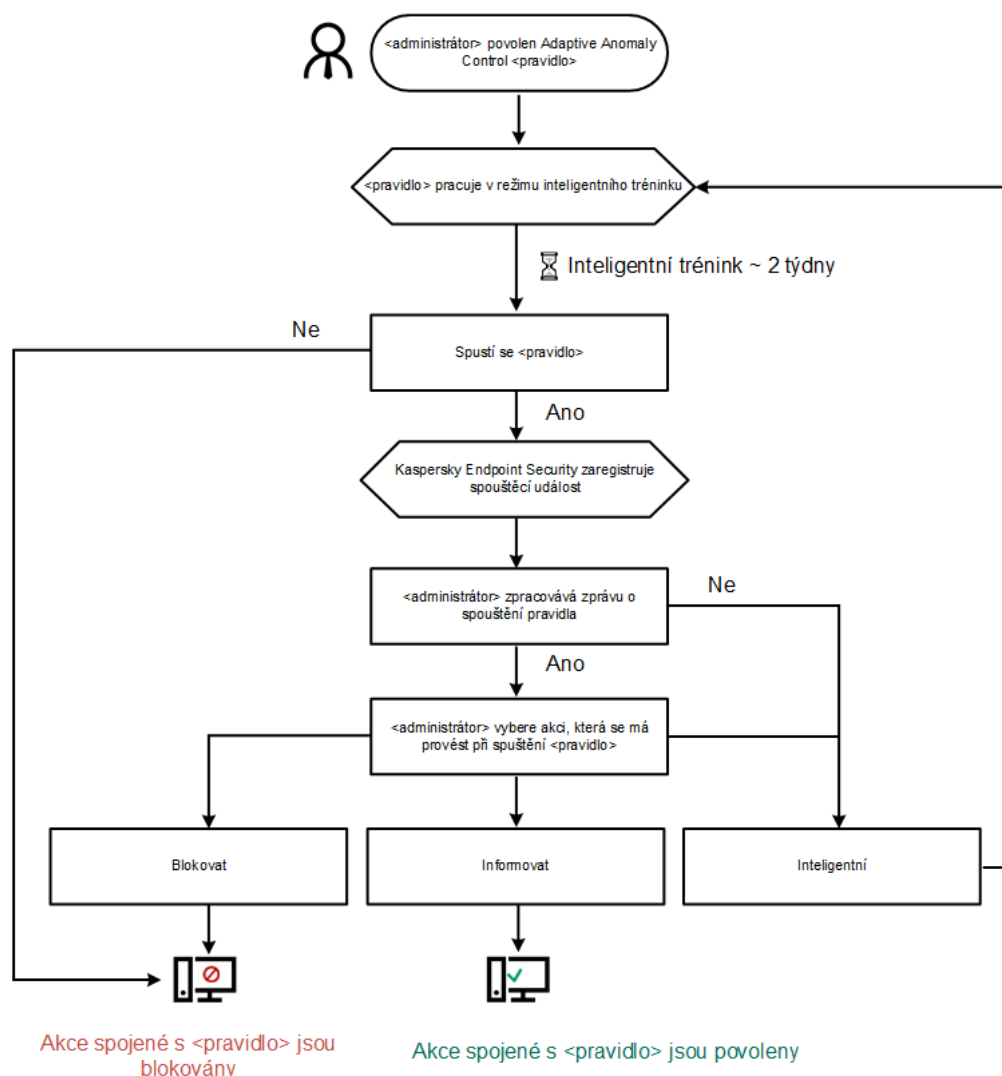 <administrátor> povolen Adaptive Anomaly
Control <pravidlo>
<pravidlo> pracuje v režimu inteligentního tréninku
Inteligentní trénink ~ 2 týdny
Ne
Spustí se <pravidlo>
Ano
Kaspersky Endpoint Security zaregistruje
spouštěcí událost
<administrátor> zpracovává zprávu o
spouštění pravidla
Ne
Ano
<administrátor> vybere akci, která se má
provést při spuštění <pravidlo>
Blokovat
Informovat
Inteligentní
Akce spojené s <pravidlo> jsou
blokovány
Akce spojené s <pravidlo> jsou povoleny